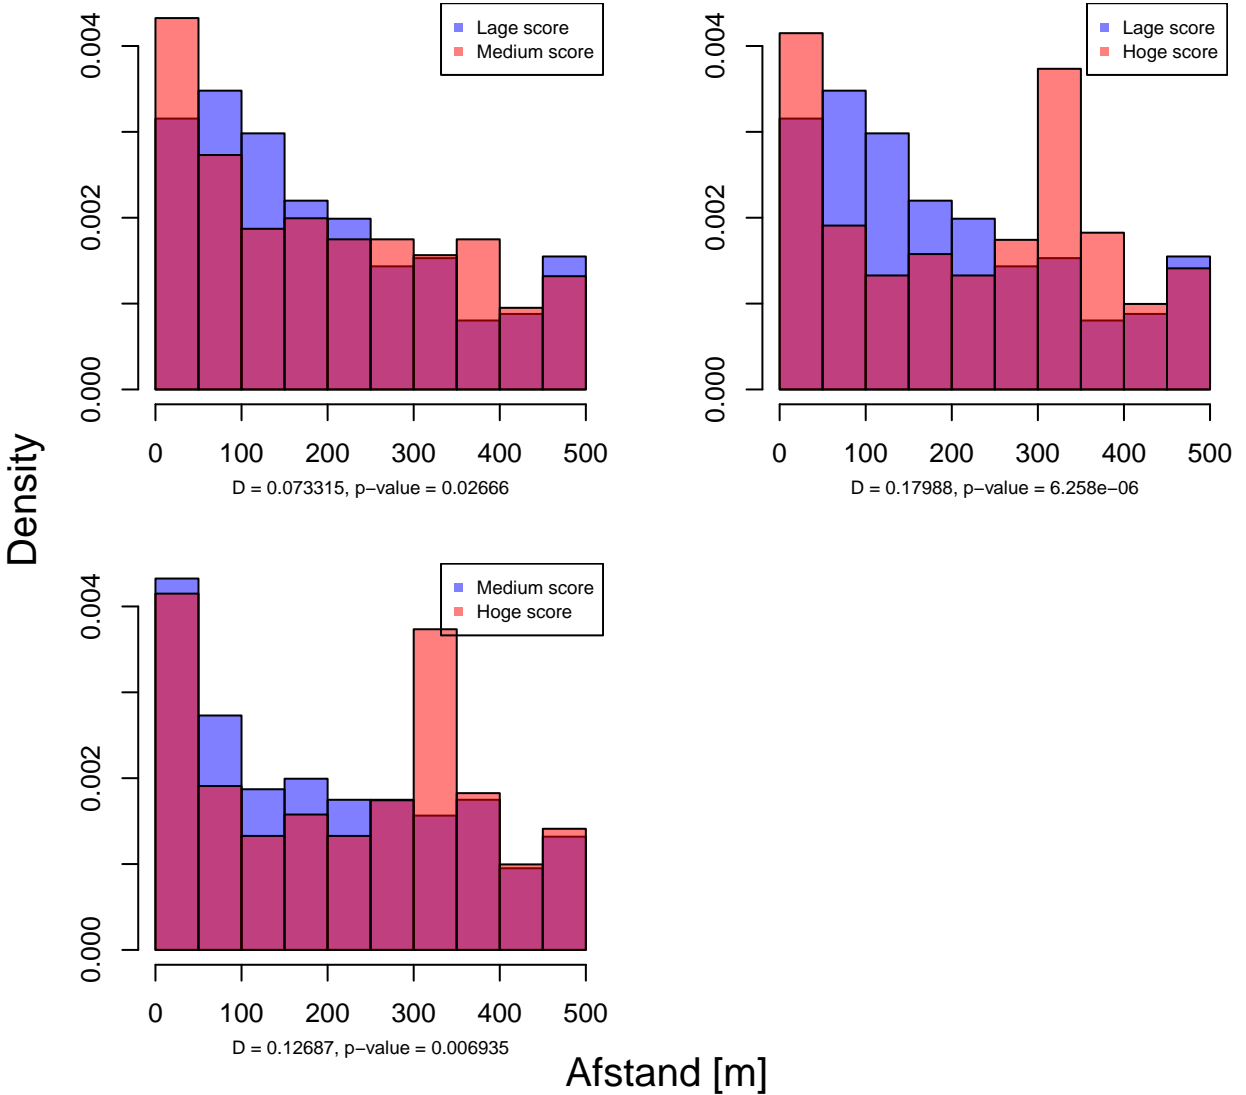 Lage score
Medium score
0.000 0.002 0.004
0 100 200 300 400 500
D = 0.073315, p−value = 0.02666
Lage score
Hoge score
0.000 0.002 0.004
0 100 200 300 400 500
D = 0.17988, p−value = 6.258e−06
Density
Medium score
Hoge score
0.000 0.002 0.004
0 100 200 300 400 500
D = 0.12687, p−value = 0.006935
Afstand [m]